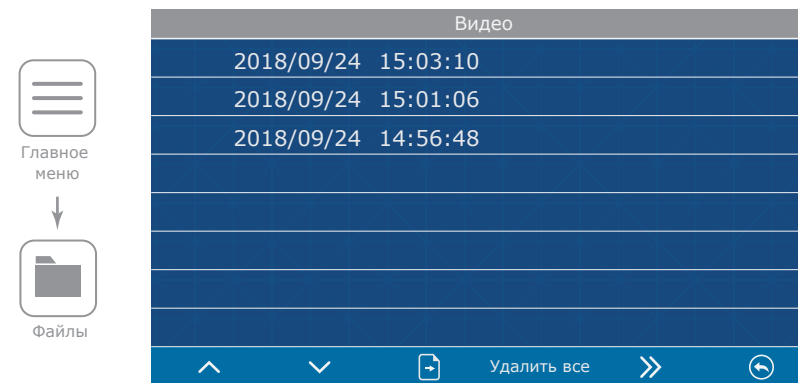 Видео
2018/09/24 15:03:10
2018/09/24 15:01:06
2018/09/24 14:56:48
Главное
меню
Файлы
Удалить все